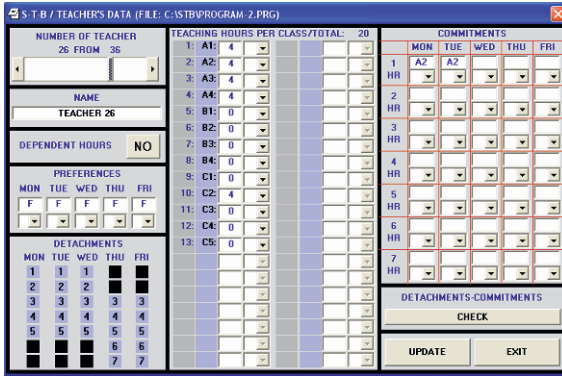 S-T-B / TEACHER'S DATA (FILE: C:\STB\PROGRAM-2.PRG)
NUMBER OF TEACHER
26 FROM 36
NAME
TEACHER 26
DEPENDENT HOURS NO
PREFERENCES
MON TUE WED THU FRI
F F F F F
DETACHMENTS
MON TUE WED THU FRI
1 1 1
2 2 2
3 3 3 3 3
4 4 4 4 4
5 5 5 5 5
6 6
7 7
TEACHING HOURS PER CLASS/TOTAL: 20
1: A1: 4
2: A2: 4
3: A3: 4
4: A4: 4
5: B1: 0
6: B2: 0
7: B3: 0
8: B4: 0
9: C1: 0
10: C2: 4
11: C3: 0
12: C4: 0
13: C5: 0
COMMITMENTS
MON TUE WED THU FRI
1 HR A2 A2
2 HR
3 HR
4 HR
5 HR
6 HR
7 HR
DETACHMENTS-COMMITMENTS
CHECK
UPDATE EXIT